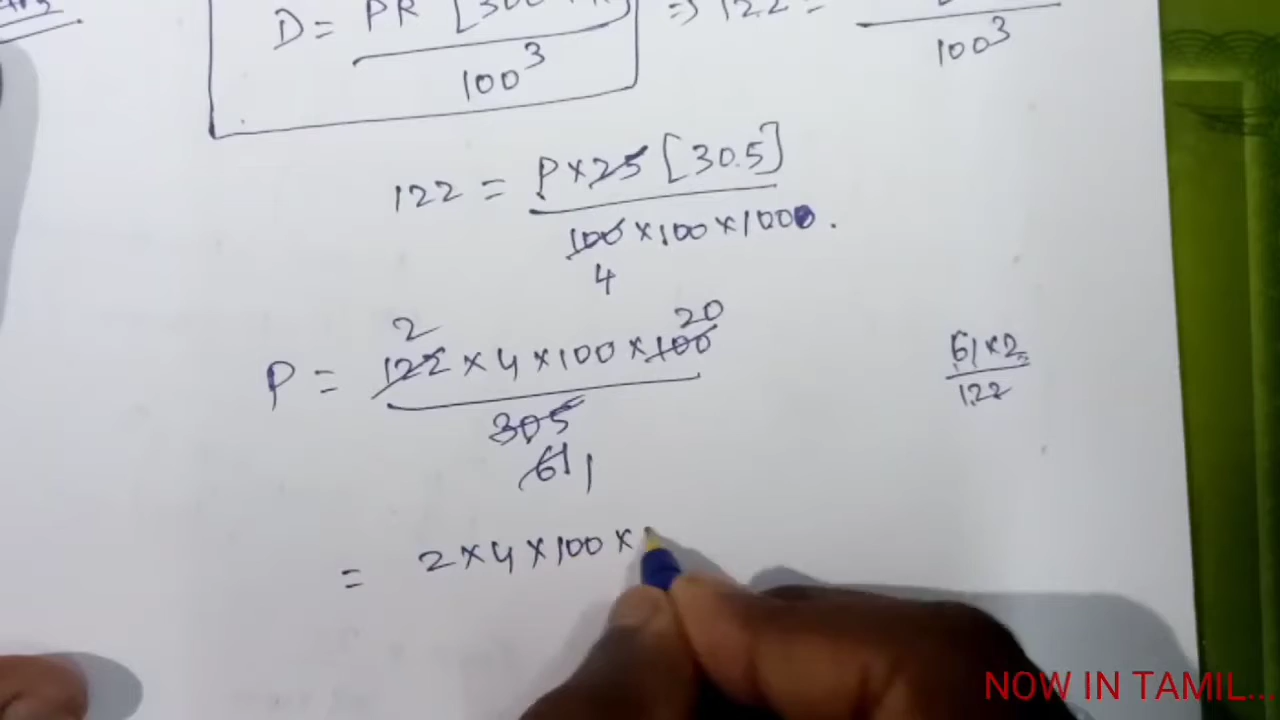 D = PR [300
⇒ 122 =
100³
100³
122 = P×25 [30.5]
100×100×1000.
4
2
20
P = 122 × 4 × 100 × 100
305
61 1
61×2
122
= 2 × 4 × 100 ×
NOW IN TAMIL...